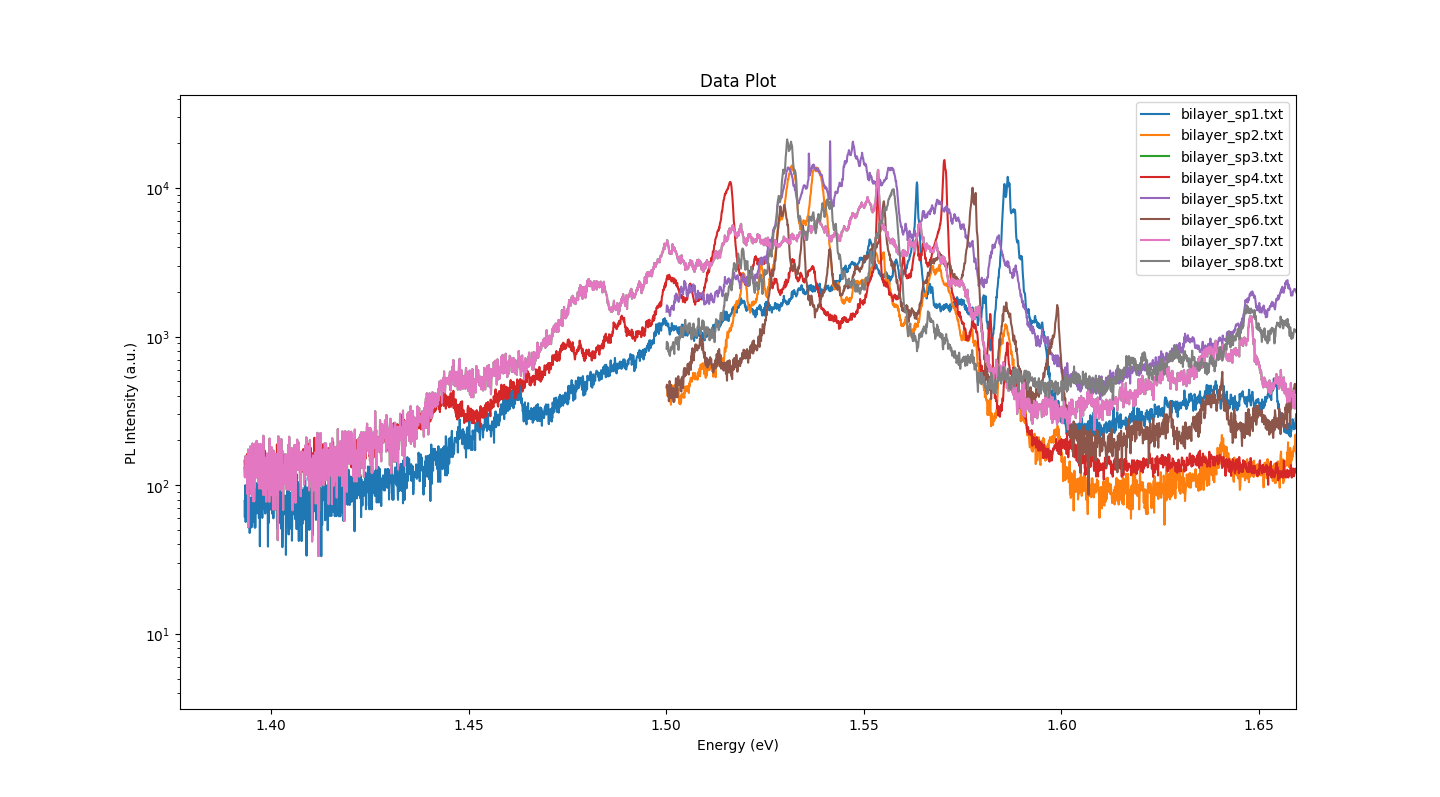 Data Plot
bilayer_sp1.txt
bilayer_sp2.txt
bilayer_sp3.txt
bilayer_sp4.txt
bilayer_sp5.txt
bilayer_sp6.txt
bilayer_sp7.txt
bilayer_sp8.txt
PL Intensity (a.u.)
10⁴
10³
10²
10¹
1.40 1.45 1.50 1.55 1.60 1.65
Energy (eV)